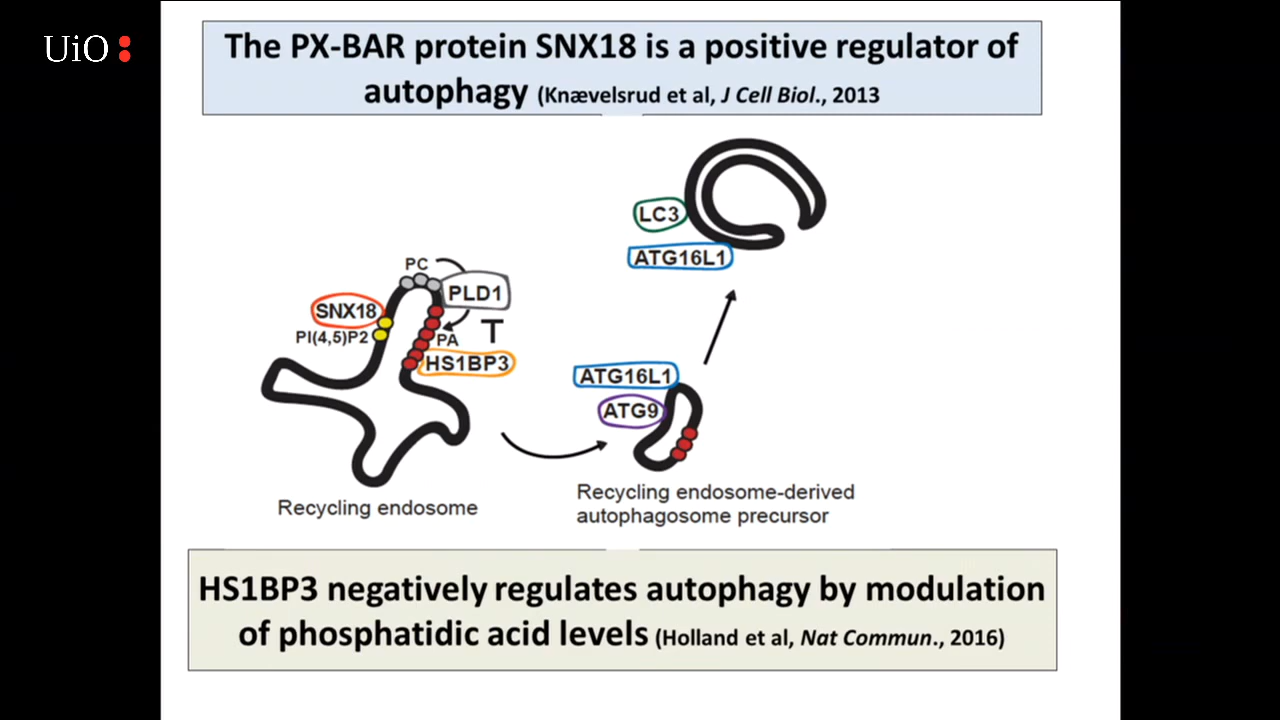 UiO:
The PX-BAR protein SNX18 is a positive regulator of
autophagy (Knævelsrud et al, J Cell Biol., 2013
LC3
ATG16L1
PC
PLD1
SNX18
PI(4,5)P2
PA
HS1BP3
ATG16L1
ATG9
Recycling endosome
Recycling endosome-derived
autophagosome precursor
HS1BP3 negatively regulates autophagy by modulation
of phosphatidic acid levels (Holland et al, Nat Commun., 2016)